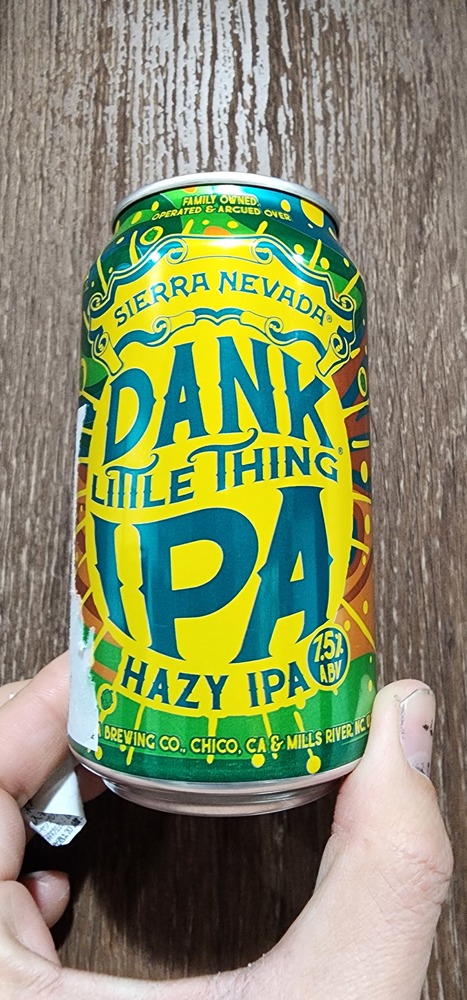 FAMILY OWNED,
OPERATED & ARGUED OVER
SIERRA NEVADA®
DANK
LITTLE THING®
IPA
7.5%
ABV
HAZY IPA
BREWING CO., CHICO, CA & MILLS RIVER, NC